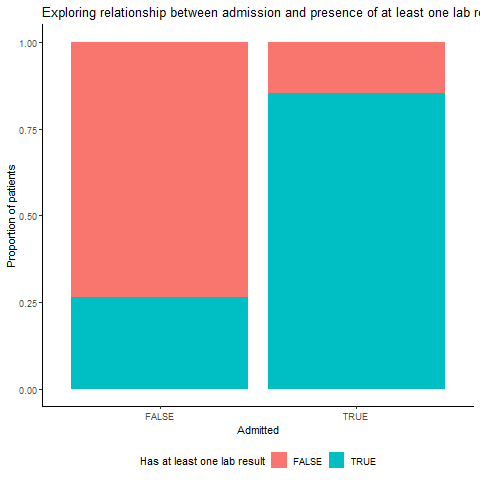 Exploring relationship between admission and presence of at least one lab
1.00
0.75
0.50
0.25
0.00
Proportion of patients
FALSE TRUE
Admitted
Has at least one lab result FALSE TRUE